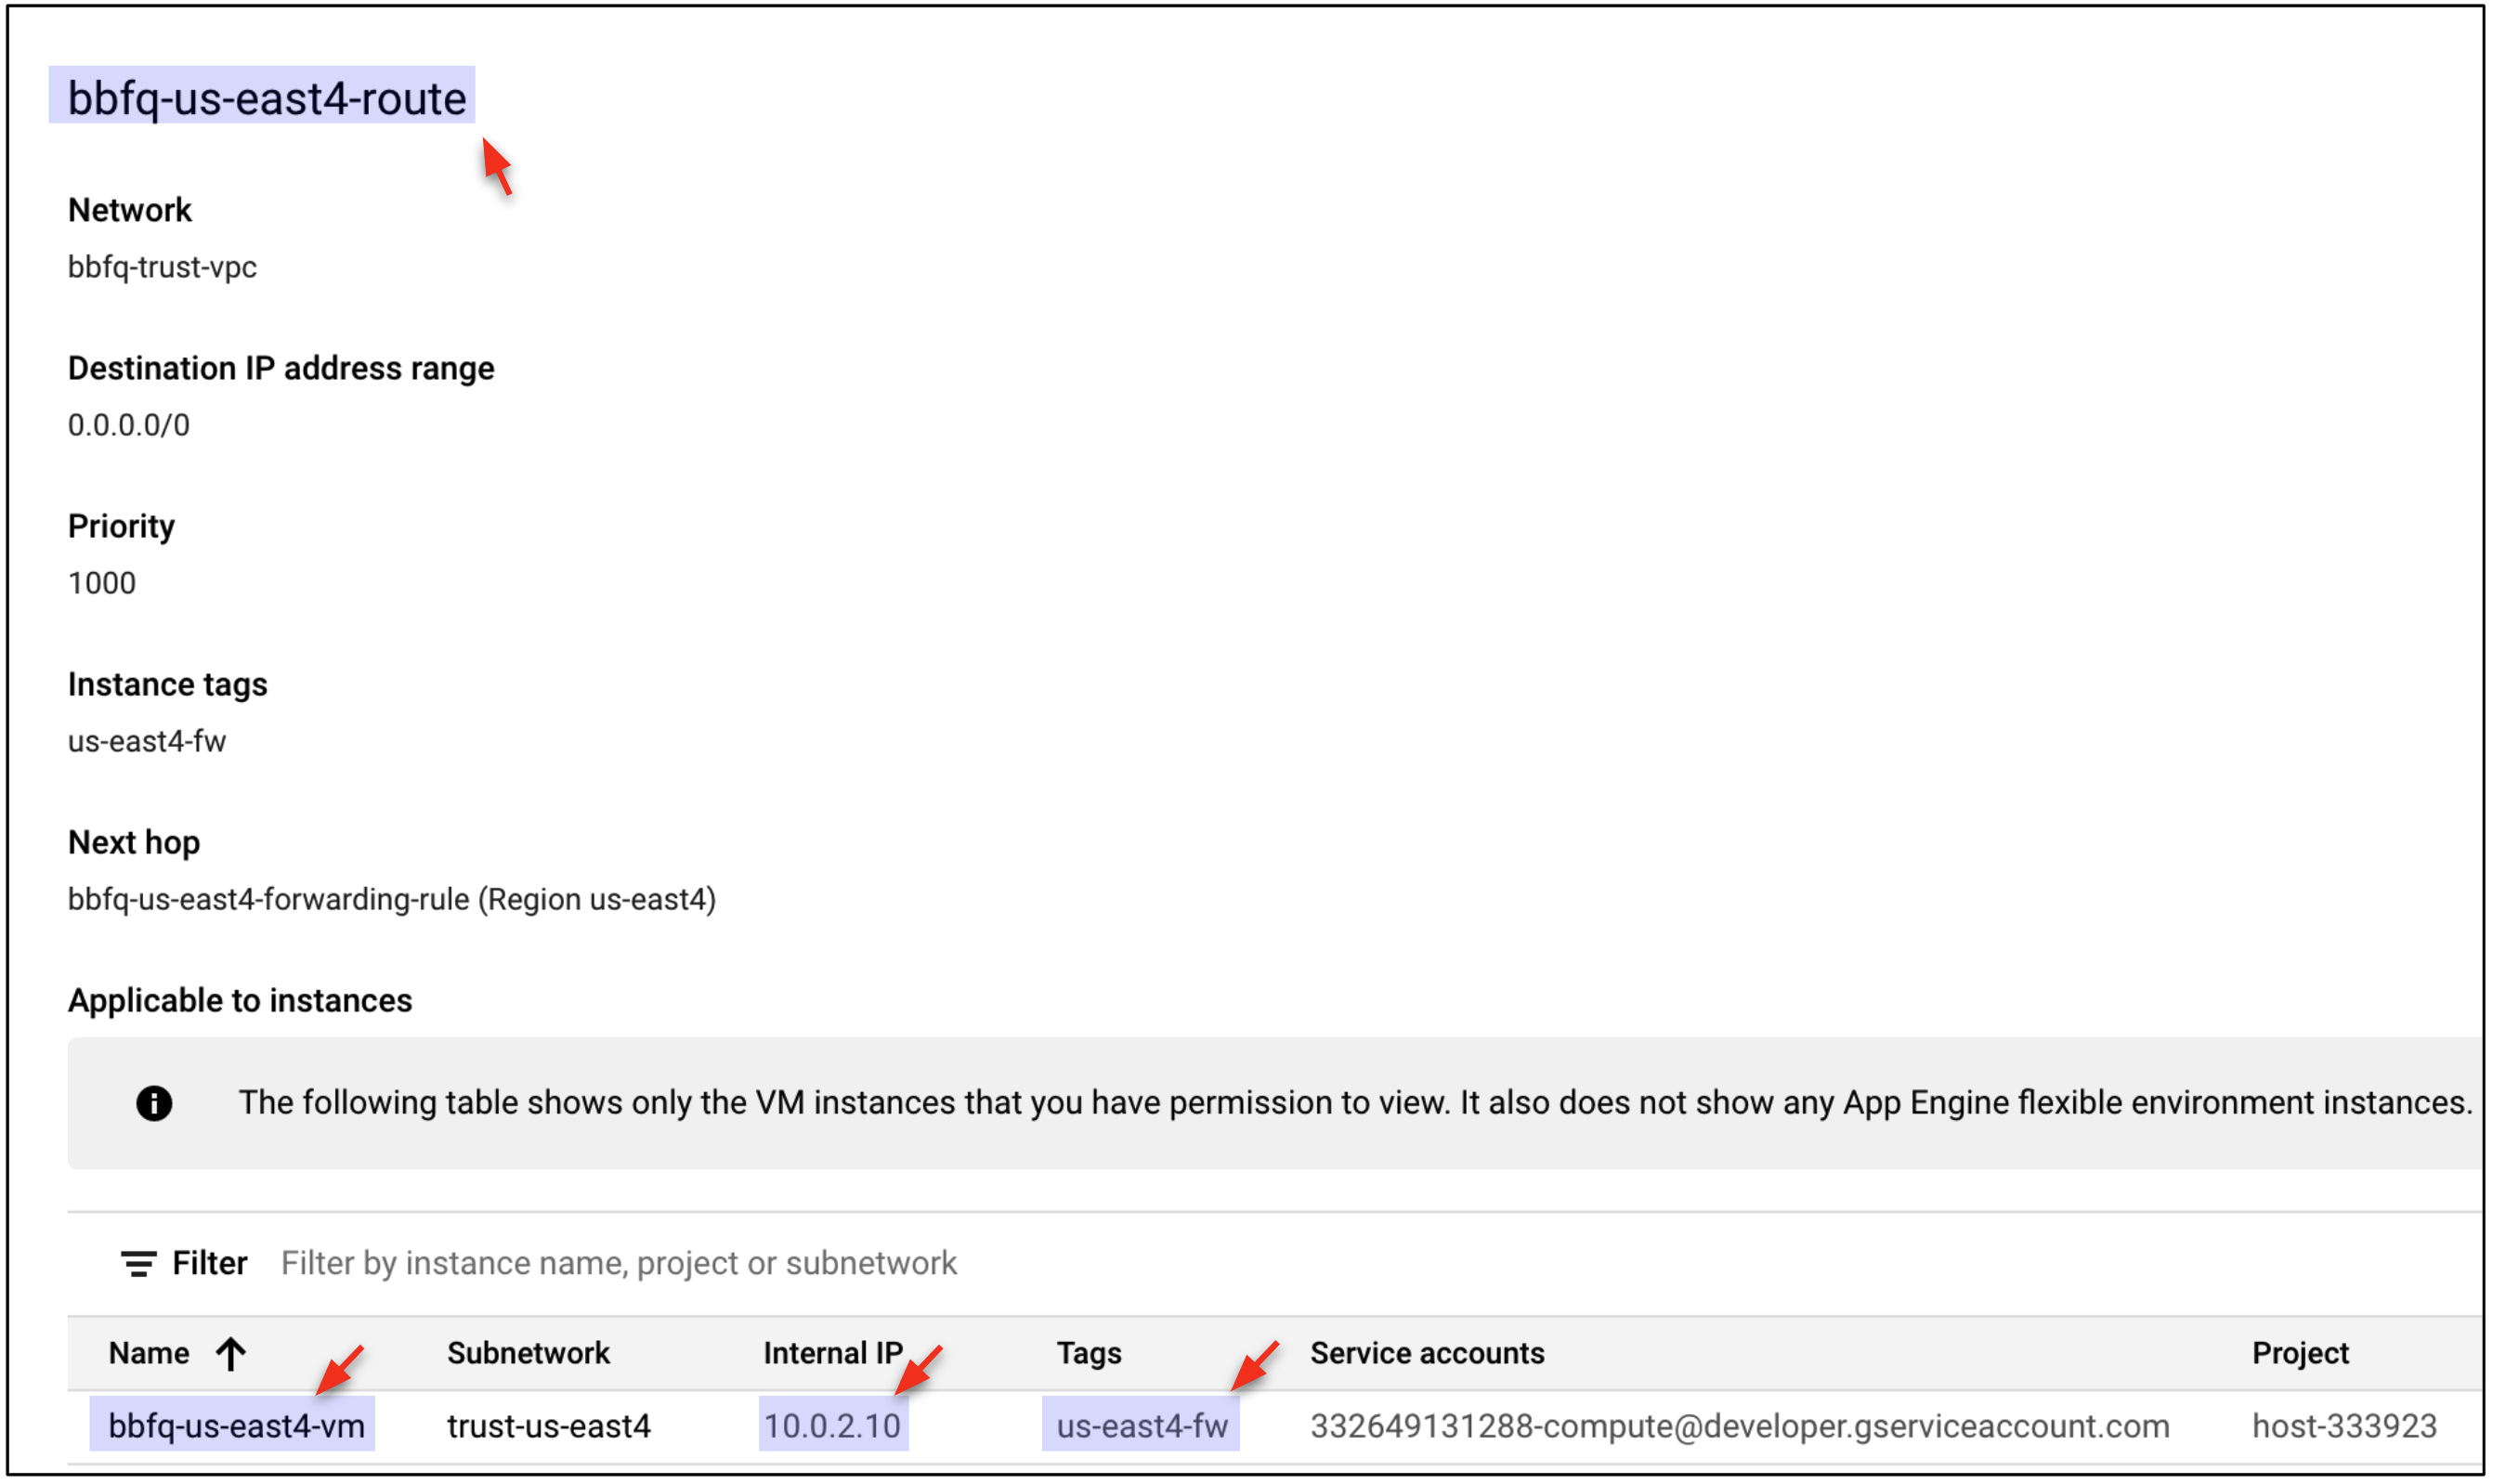 bbfq-us-east4-route
Network
bbfq-trust-vpc
Destination IP address range
0.0.0.0/0
Priority
1000
Instance tags
us-east4-fw
Next hop
bbfq-us-east4-forwarding-rule (Region us-east4)
Applicable to instances
The following table shows only the VM instances that you have permission to view. It also does not show any App Engine flexible environment instances.
Filter Filter by instance name, project or subnetwork
Name Subnetwork Internal IP Tags Service accounts Project
bbfq-us-east4-vm trust-us-east4 10.0.2.10 us-east4-fw 332649131288-compute@developer.gserviceaccount.com host-333923